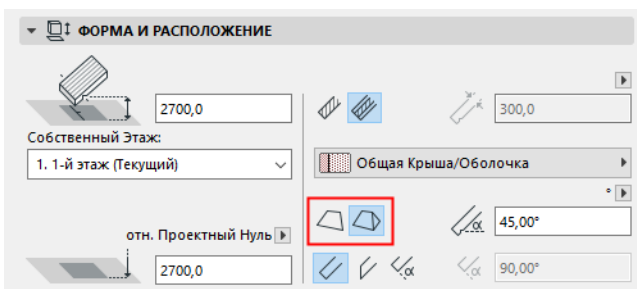 ФОРМА И РАСПОЛОЖЕНИЕ
2700,0
300,0
Собственный Этаж:
1. 1-й этаж (Текущий)
Общая Крыша/Оболочка
°
α 45,00°
отн. Проектный Нуль
2700,0
α α 90,00°